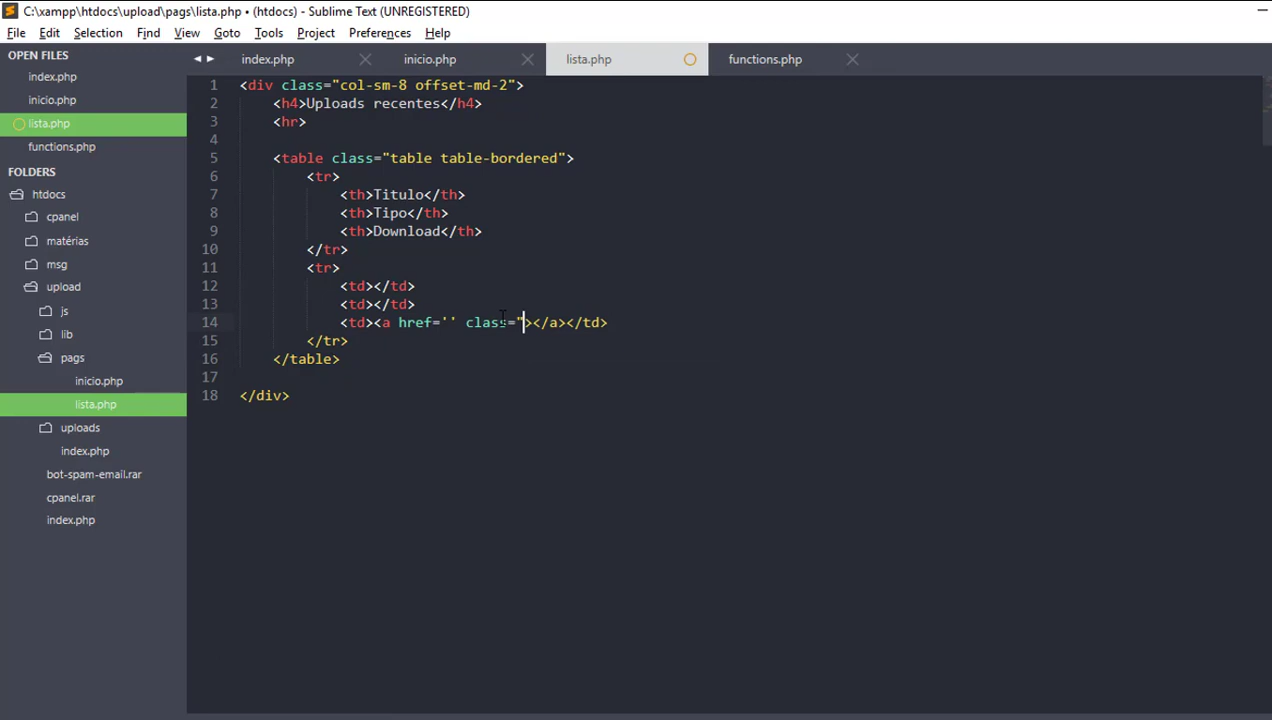 C:\xampp\htdocs\upload\pags\lista.php • (htdocs) - Sublime Text (UNREGISTERED)
File Edit Selection Find View Goto Tools Project Preferences Help
OPEN FILES
index.php
inicio.php
lista.php
functions.php
FOLDERS
htdocs
cpanel
matérias
msg
upload
js
lib
pags
inicio.php
lista.php
uploads
index.php
bot-spam-email.rar
cpanel.rar
index.php
index.php inicio.php lista.php functions.php
1 <div class="col-sm-8 offset-md-2">
2 <h4>Uploads recentes</h4>
3 <hr>
4
5 <table class="table table-bordered">
6 <tr>
7 <th>Titulo</th>
8 <th>Tipo</th>
9 <th>Download</th>
10 </tr>
11 <tr>
12 <td></td>
13 <td></td>
14 <td><a href='' class="></a></td>
15 </tr>
16 </table>
17
18 </div>